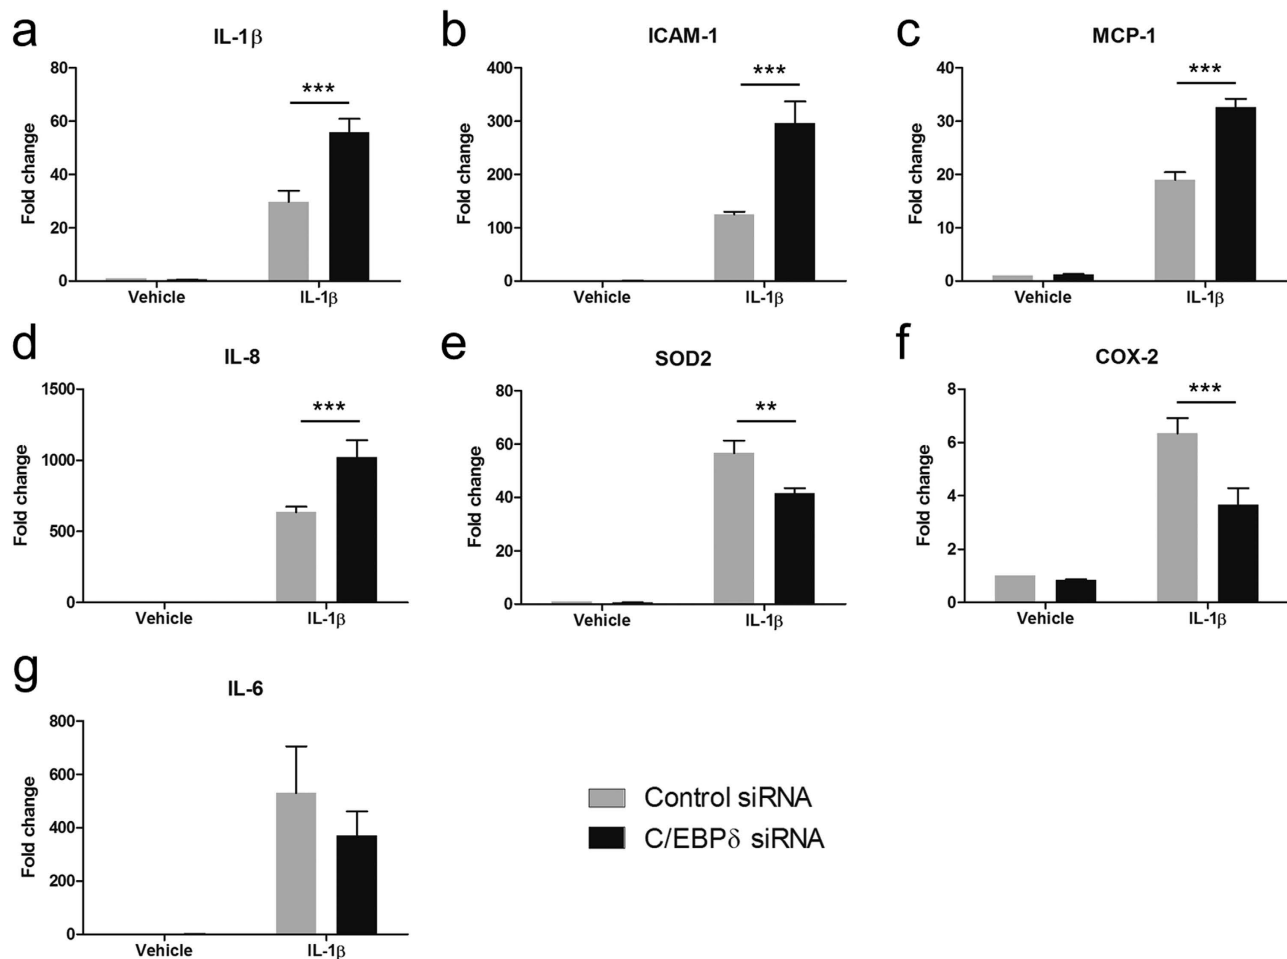 a
IL-1β
Fold change
80
60
40
20
0
***
Vehicle
IL-1β
b
ICAM-1
Fold change
400
300
200
100
0
***
Vehicle
IL-1β
c
MCP-1
Fold change
40
30
20
10
0
***
Vehicle
IL-1β
d
IL-8
Fold change
1500
1000
500
0
***
Vehicle
IL-1β
e
SOD2
Fold change
80
60
40
20
0
**
Vehicle
IL-1β
f
COX-2
Fold change
8
6
4
2
0
***
Vehicle
IL-1β
g
IL-6
Fold change
800
600
400
200
0
Vehicle
IL-1β
Control siRNA
C/EBPδ siRNA